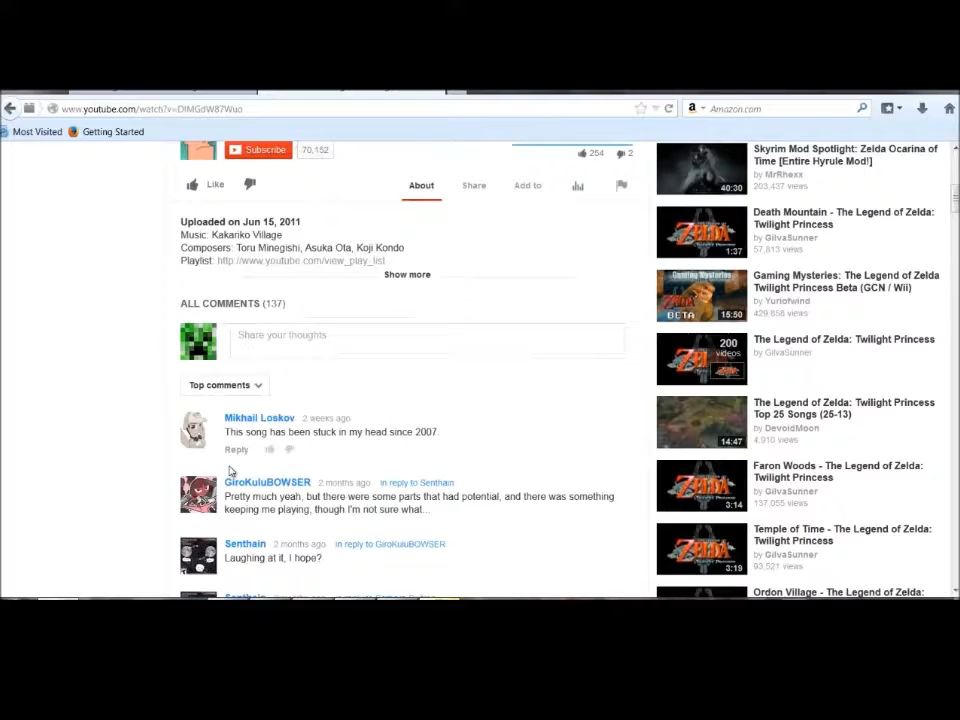 www.youtube.com/watch?v=DIMGdW87Wuo
Amazon.com
Most Visited
Getting Started
Subscribe
70,152
254
2
Like
About
Share
Add to
Uploaded on Jun 15, 2011
Music: Kakariko Village
Composers: Toru Minegishi, Asuka Ota, Koji Kondo
Playlist: http://www.youtube.com/view_play_list
Show more
ALL COMMENTS (137)
Share your thoughts
Top comments
Mikhail Loskov 2 weeks ago
This song has been stuck in my head since 2007.
Reply
GiroKuluBOWSER 2 months ago in reply to Senthain
Pretty much yeah, but there were some parts that had potential, and there was something
keeping me playing, though I'm not sure what...
Senthain 2 months ago in reply to GiroKuluBOWSER
Laughing at it, I hope?
Skyrim Mod Spotlight: Zelda Ocarina of
Time [Entire Hyrule Mod!]
by MrRhexx
203,437 views
40:30
Death Mountain - The Legend of Zelda:
Twilight Princess
by GilvaSunner
57,813 views
ZELDA
1:37
Gaming Mysteries: The Legend of Zelda
Twilight Princess Beta (GCN / Wii)
by Yuriofwind
429,858 views
BETA
15:50
The Legend of Zelda: Twilight Princess
by GilvaSunner
200
videos
The Legend of Zelda: Twilight Princess
Top 25 Songs (25-13)
by DevoidMoon
4,910 views
14:47
Faron Woods - The Legend of Zelda:
Twilight Princess
by GilvaSunner
137,055 views
ZELDA
3:14
Temple of Time - The Legend of Zelda:
Twilight Princess
by GilvaSunner
93,521 views
ZELDA
3:19
Ordon Village - The Legend of Zelda: